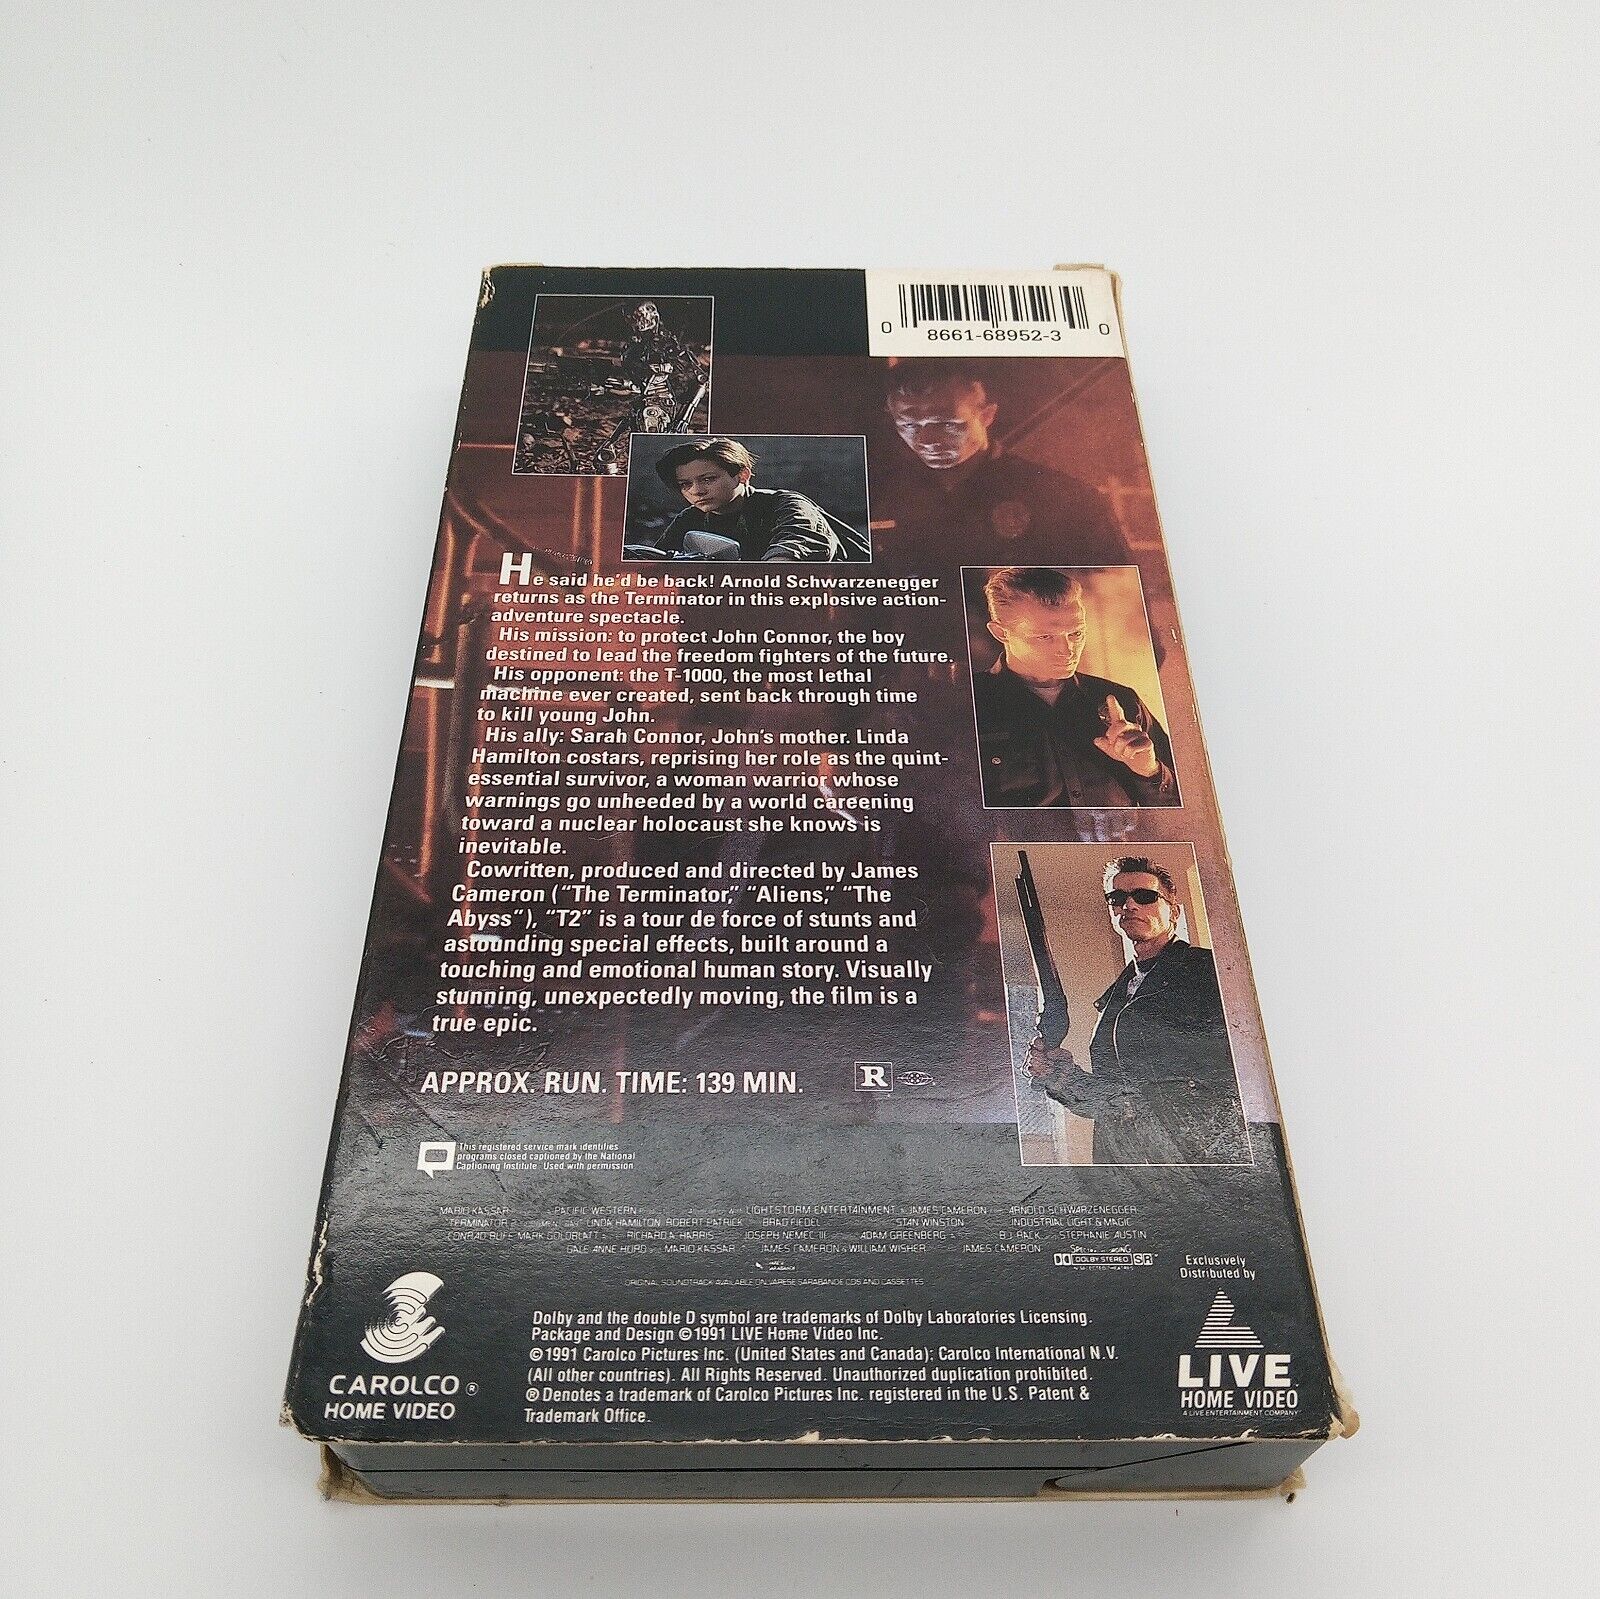 0 8661-68952-3 0
He said he'd be back! Arnold Schwarzenegger
returns as the Terminator in this explosive action-
adventure spectacle.
His mission: to protect John Connor, the boy
destined to lead the freedom fighters of the future.
His opponent: the T-1000, the most lethal
machine ever created, sent back through time
to kill young John.
His ally: Sarah Connor, John's mother. Linda
Hamilton costars, reprising her role as the quint-
essential survivor, a woman warrior whose
warnings go unheeded by a world careening
toward a nuclear holocaust she knows is
inevitable.
Cowritten, produced and directed by James
Cameron (“The Terminator,” “Aliens,” “The
Abyss”), “T2” is a tour de force of stunts and
astounding special effects, built around a
touching and emotional human story. Visually
stunning, unexpectedly moving, the film is a
true epic.
APPROX. RUN. TIME: 139 MIN. R
This registered service mark identifies
programs closed captioned by the National
Captioning Institute. Used with permission
MARIO KASSAR PACIFIC WESTERN LIGHTSTORM ENTERTAINMENT JAMES CAMERON ARNOLD SCHWARZENEGGER
TERMINATOR 2 LINDA HAMILTON ROBERT PATRICK BRAD FIEDEL STAN WINSTON INDUSTRIAL LIGHT & MAGIC
CONRAD BUFF MARK GOLDBLATT RICHARD A. HARRIS JOSEPH NEMEC III ADAM GREENBERG B.J. RACK STEPHANIE AUSTIN
GALE ANNE HURD MARIO KASSAR JAMES CAMERON & WILLIAM WISHER JAMES CAMERON
DOLBY STEREO SR
ORIGINAL SOUNDTRACK AVAILABLE ON VARESE SARABANDE CDS AND CASSETTES
Exclusively
Distributed by
Dolby and the double D symbol are trademarks of Dolby Laboratories Licensing.
Package and Design ©1991 LIVE Home Video Inc.
©1991 Carolco Pictures Inc. (United States and Canada); Carolco International N.V.
(All other countries). All Rights Reserved. Unauthorized duplication prohibited.
® Denotes a trademark of Carolco Pictures Inc. registered in the U.S. Patent &
Trademark Office.
CAROLCO ®
HOME VIDEO
LIVE
HOME VIDEO
A LIVE ENTERTAINMENT COMPANY